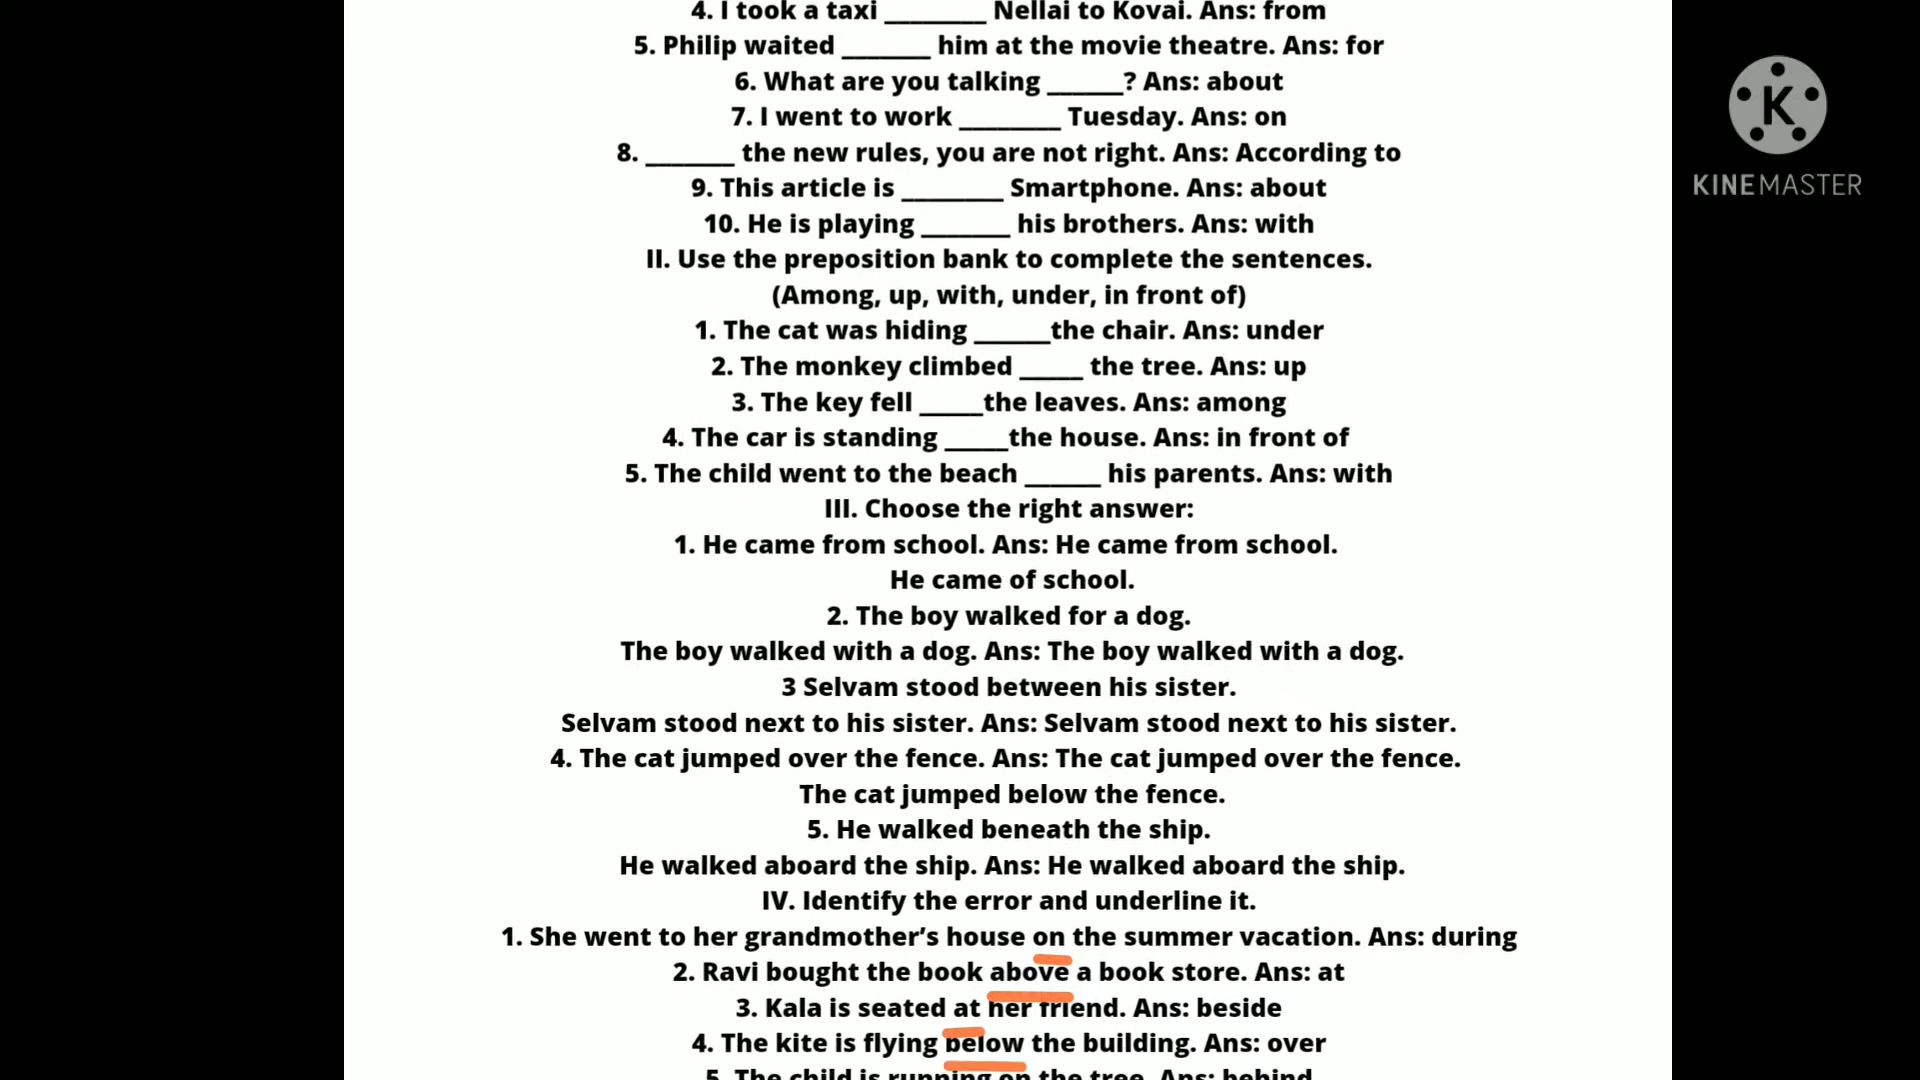 4. I took a taxi ________ Nellai to Kovai. Ans: from
5. Philip waited _______ him at the movie theatre. Ans: for
6. What are you talking ______? Ans: about
7. I went to work ________ Tuesday. Ans: on
8. _______ the new rules, you are not right. Ans: According to
9. This article is ________ Smartphone. Ans: about
10. He is playing _______ his brothers. Ans: with
II. Use the preposition bank to complete the sentences.
(Among, up, with, under, in front of)
1. The cat was hiding ______the chair. Ans: under
2. The monkey climbed _____ the tree. Ans: up
3. The key fell _____the leaves. Ans: among
4. The car is standing _____the house. Ans: in front of
5. The child went to the beach ______ his parents. Ans: with
III. Choose the right answer:
1. He came from school. Ans: He came from school.
He came of school.
2. The boy walked for a dog.
The boy walked with a dog. Ans: The boy walked with a dog.
3 Selvam stood between his sister.
Selvam stood next to his sister. Ans: Selvam stood next to his sister.
4. The cat jumped over the fence. Ans: The cat jumped over the fence.
The cat jumped below the fence.
5. He walked beneath the ship.
He walked aboard the ship. Ans: He walked aboard the ship.
IV. Identify the error and underline it.
1. She went to her grandmother’s house on the summer vacation. Ans: during
2. Ravi bought the book above a book store. Ans: at
3. Kala is seated at her friend. Ans: beside
4. The kite is flying below the building. Ans: over
5. The child is running on the tree. Ans: behind
K
KINEMASTER